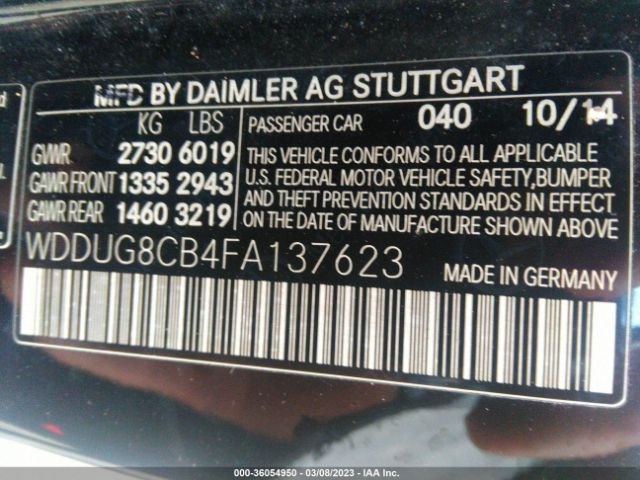 MFD BY DAIMLER AG STUTTGART
KG LBS PASSENGER CAR 040 10/14
GVWR 2730 6019
GAWR FRONT 1335 2943
GAWR REAR 1460 3219
THIS VEHICLE CONFORMS TO ALL APPLICABLE
U.S. FEDERAL MOTOR VEHICLE SAFETY,BUMPER
AND THEFT PREVENTION STANDARDS IN EFFECT
ON THE DATE OF MANUFACTURE SHOWN ABOVE.
WDDUG8CB4FA137623 MADE IN GERMANY
000-36054950 - 03/08/2023 - IAA Inc.